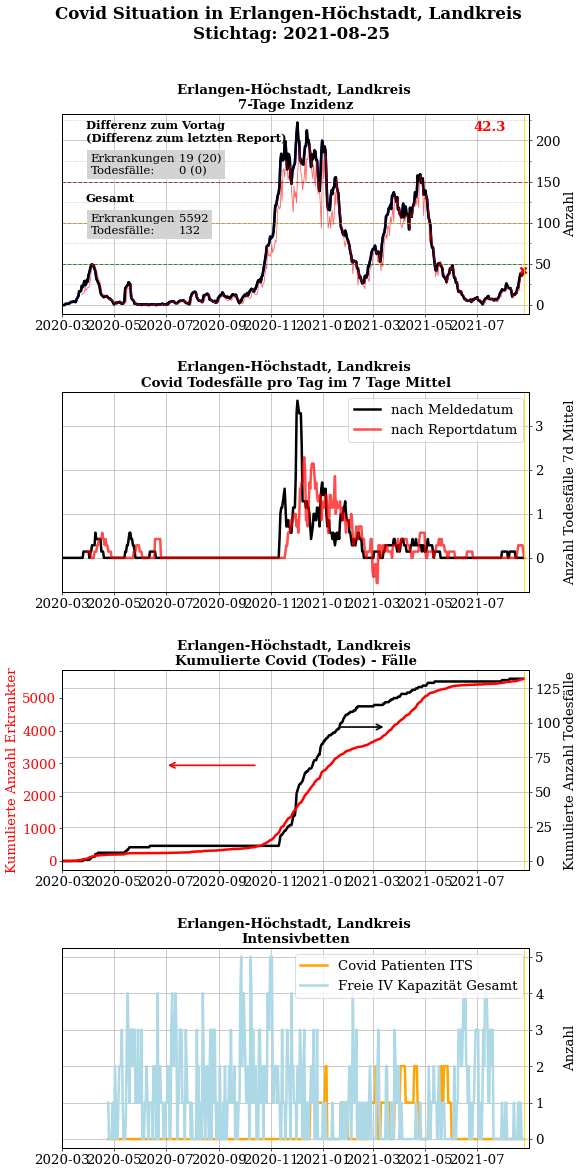 Covid Situation in Erlangen-Höchstadt, Landkreis
Stichtag: 2021-08-25
Erlangen-Höchstadt, Landkreis
7-Tage Inzidenz
Differenz zum Vortag
(Differenz zum letzten Report)
Erkrankungen 19 (20)
Todesfälle: 0 (0)
Gesamt
Erkrankungen 5592
Todesfälle: 132
42.3
200
150
100
50
0
Anzahl
2020-03 2020-05 2020-07 2020-09 2020-11 2021-01 2021-03 2021-05 2021-07
Erlangen-Höchstadt, Landkreis
Covid Todesfälle pro Tag im 7 Tage Mittel
nach Meldedatum
nach Reportdatum
3
2
1
0
Anzahl Todesfälle 7d Mittel
2020-03 2020-05 2020-07 2020-09 2020-11 2021-01 2021-03 2021-05 2021-07
Erlangen-Höchstadt, Landkreis
Kumulierte Covid (Todes) - Fälle
Kumulierte Anzahl Erkrankter
5000
4000
3000
2000
1000
0
125
100
75
50
25
0
Kumulierte Anzahl Todesfälle
2020-03 2020-05 2020-07 2020-09 2020-11 2021-01 2021-03 2021-05 2021-07
Erlangen-Höchstadt, Landkreis
Intensivbetten
Covid Patienten ITS
Freie IV Kapazität Gesamt
5
4
3
2
1
0
Anzahl
2020-03 2020-05 2020-07 2020-09 2020-11 2021-01 2021-03 2021-05 2021-07